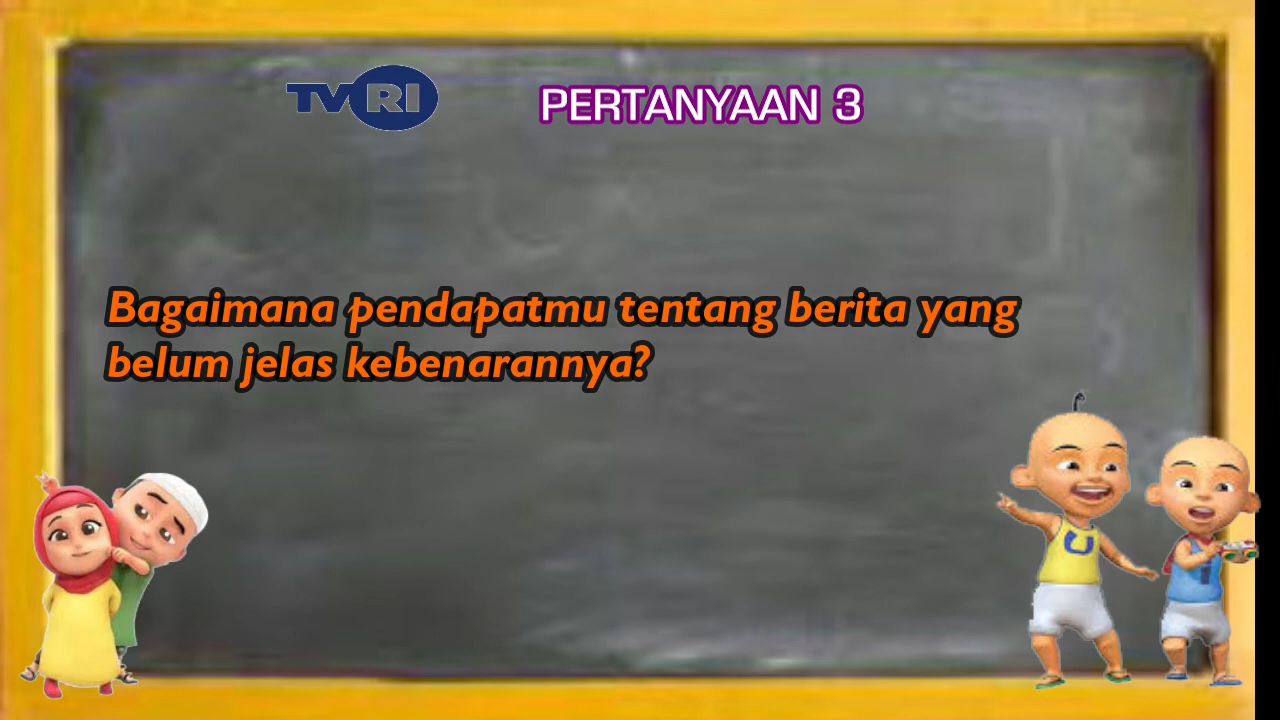 TVRI
PERTANYAAN 3
Bagaimana pendapatmu tentang berita yang
belum jelas kebenarannya?
U
I